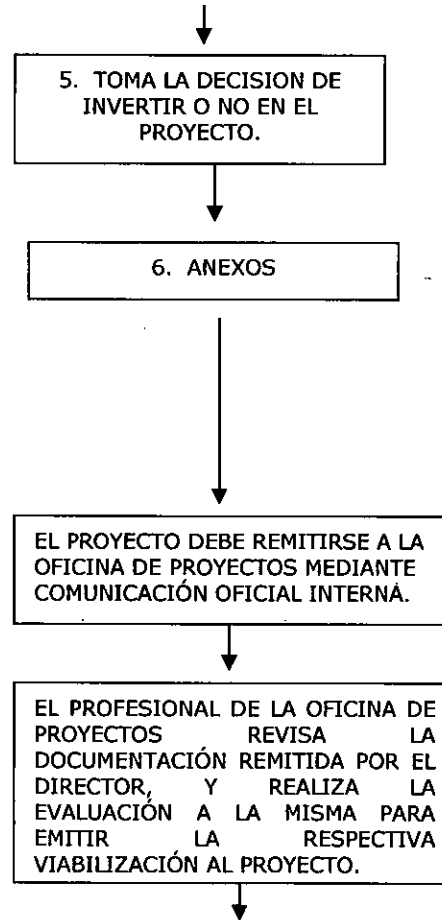 5. TOMA LA DECISION DE
INVERTIR O NO EN EL
PROYECTO.
6. ANEXOS
EL PROYECTO DEBE REMITIRSE A LA
OFICINA DE PROYECTOS MEDIANTE
COMUNICACIÓN OFICIAL INTERNA.
EL PROFESIONAL DE LA OFICINA DE
PROYECTOS REVISA LA
DOCUMENTACIÓN REMITIDA POR EL
DIRECTOR, Y REALIZA LA
EVALUACIÓN A LA MISMA PARA
EMITIR LA RESPECTIVA
VIABILIZACIÓN AL PROYECTO.